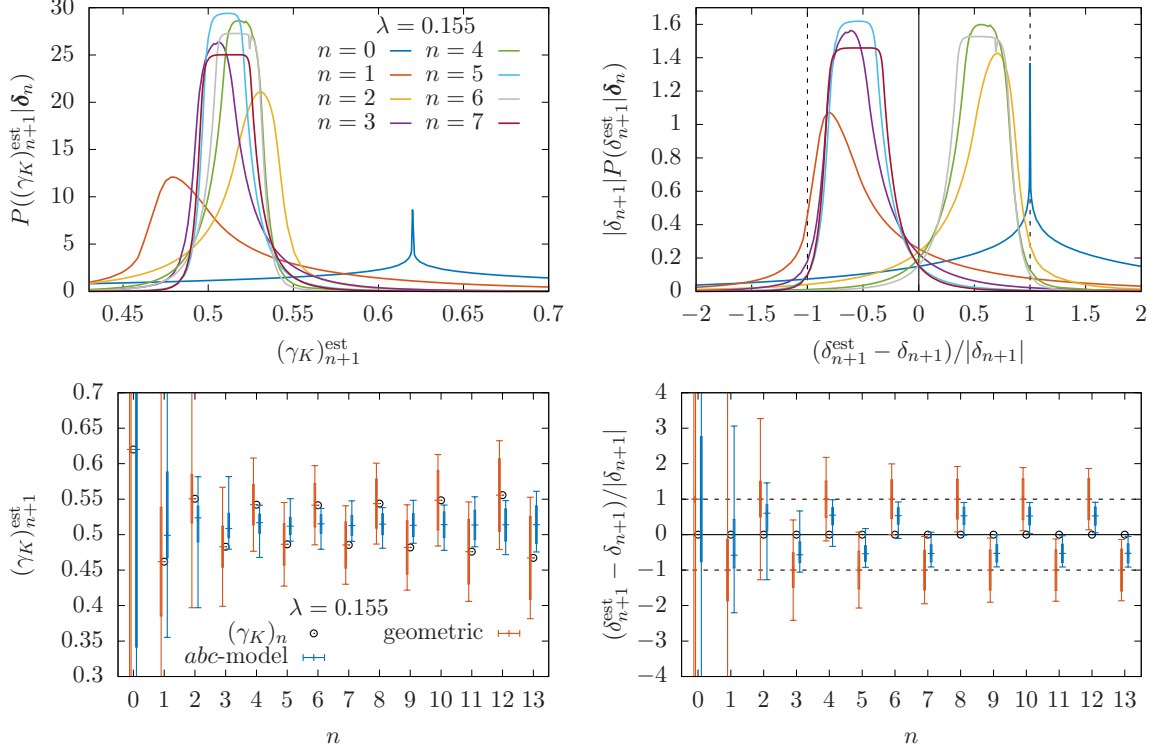 P((γ_K)^est_{n+1}|δ_n)
30
25
20
15
10
5
0
0.45 0.5 0.55 0.6 0.65 0.7
(γ_K)^est_{n+1}
λ = 0.155
n = 0 n = 4
n = 1 n = 5
n = 2 n = 6
n = 3 n = 7
|δ_{n+1}|P(δ^est_{n+1}|δ_n)
1.6
1.4
1.2
1
0.8
0.6
0.4
0.2
0
−2 −1.5 −1 −0.5 0 0.5 1 1.5 2
(δ^est_{n+1} − δ_{n+1})/|δ_{n+1}|
(γ_K)^est_{n+1}
0.7
0.65
0.6
0.55
0.5
0.45
0.4
0.35
0.3
0 1 2 3 4 5 6 7 8 9 10 11 12 13
n
λ = 0.155
(γ_K)_n geometric
abc-model
(δ^est_{n+1} − δ_{n+1})/|δ_{n+1}|
4
3
2
1
0
−1
−2
−3
−4
0 1 2 3 4 5 6 7 8 9 10 11 12 13
n